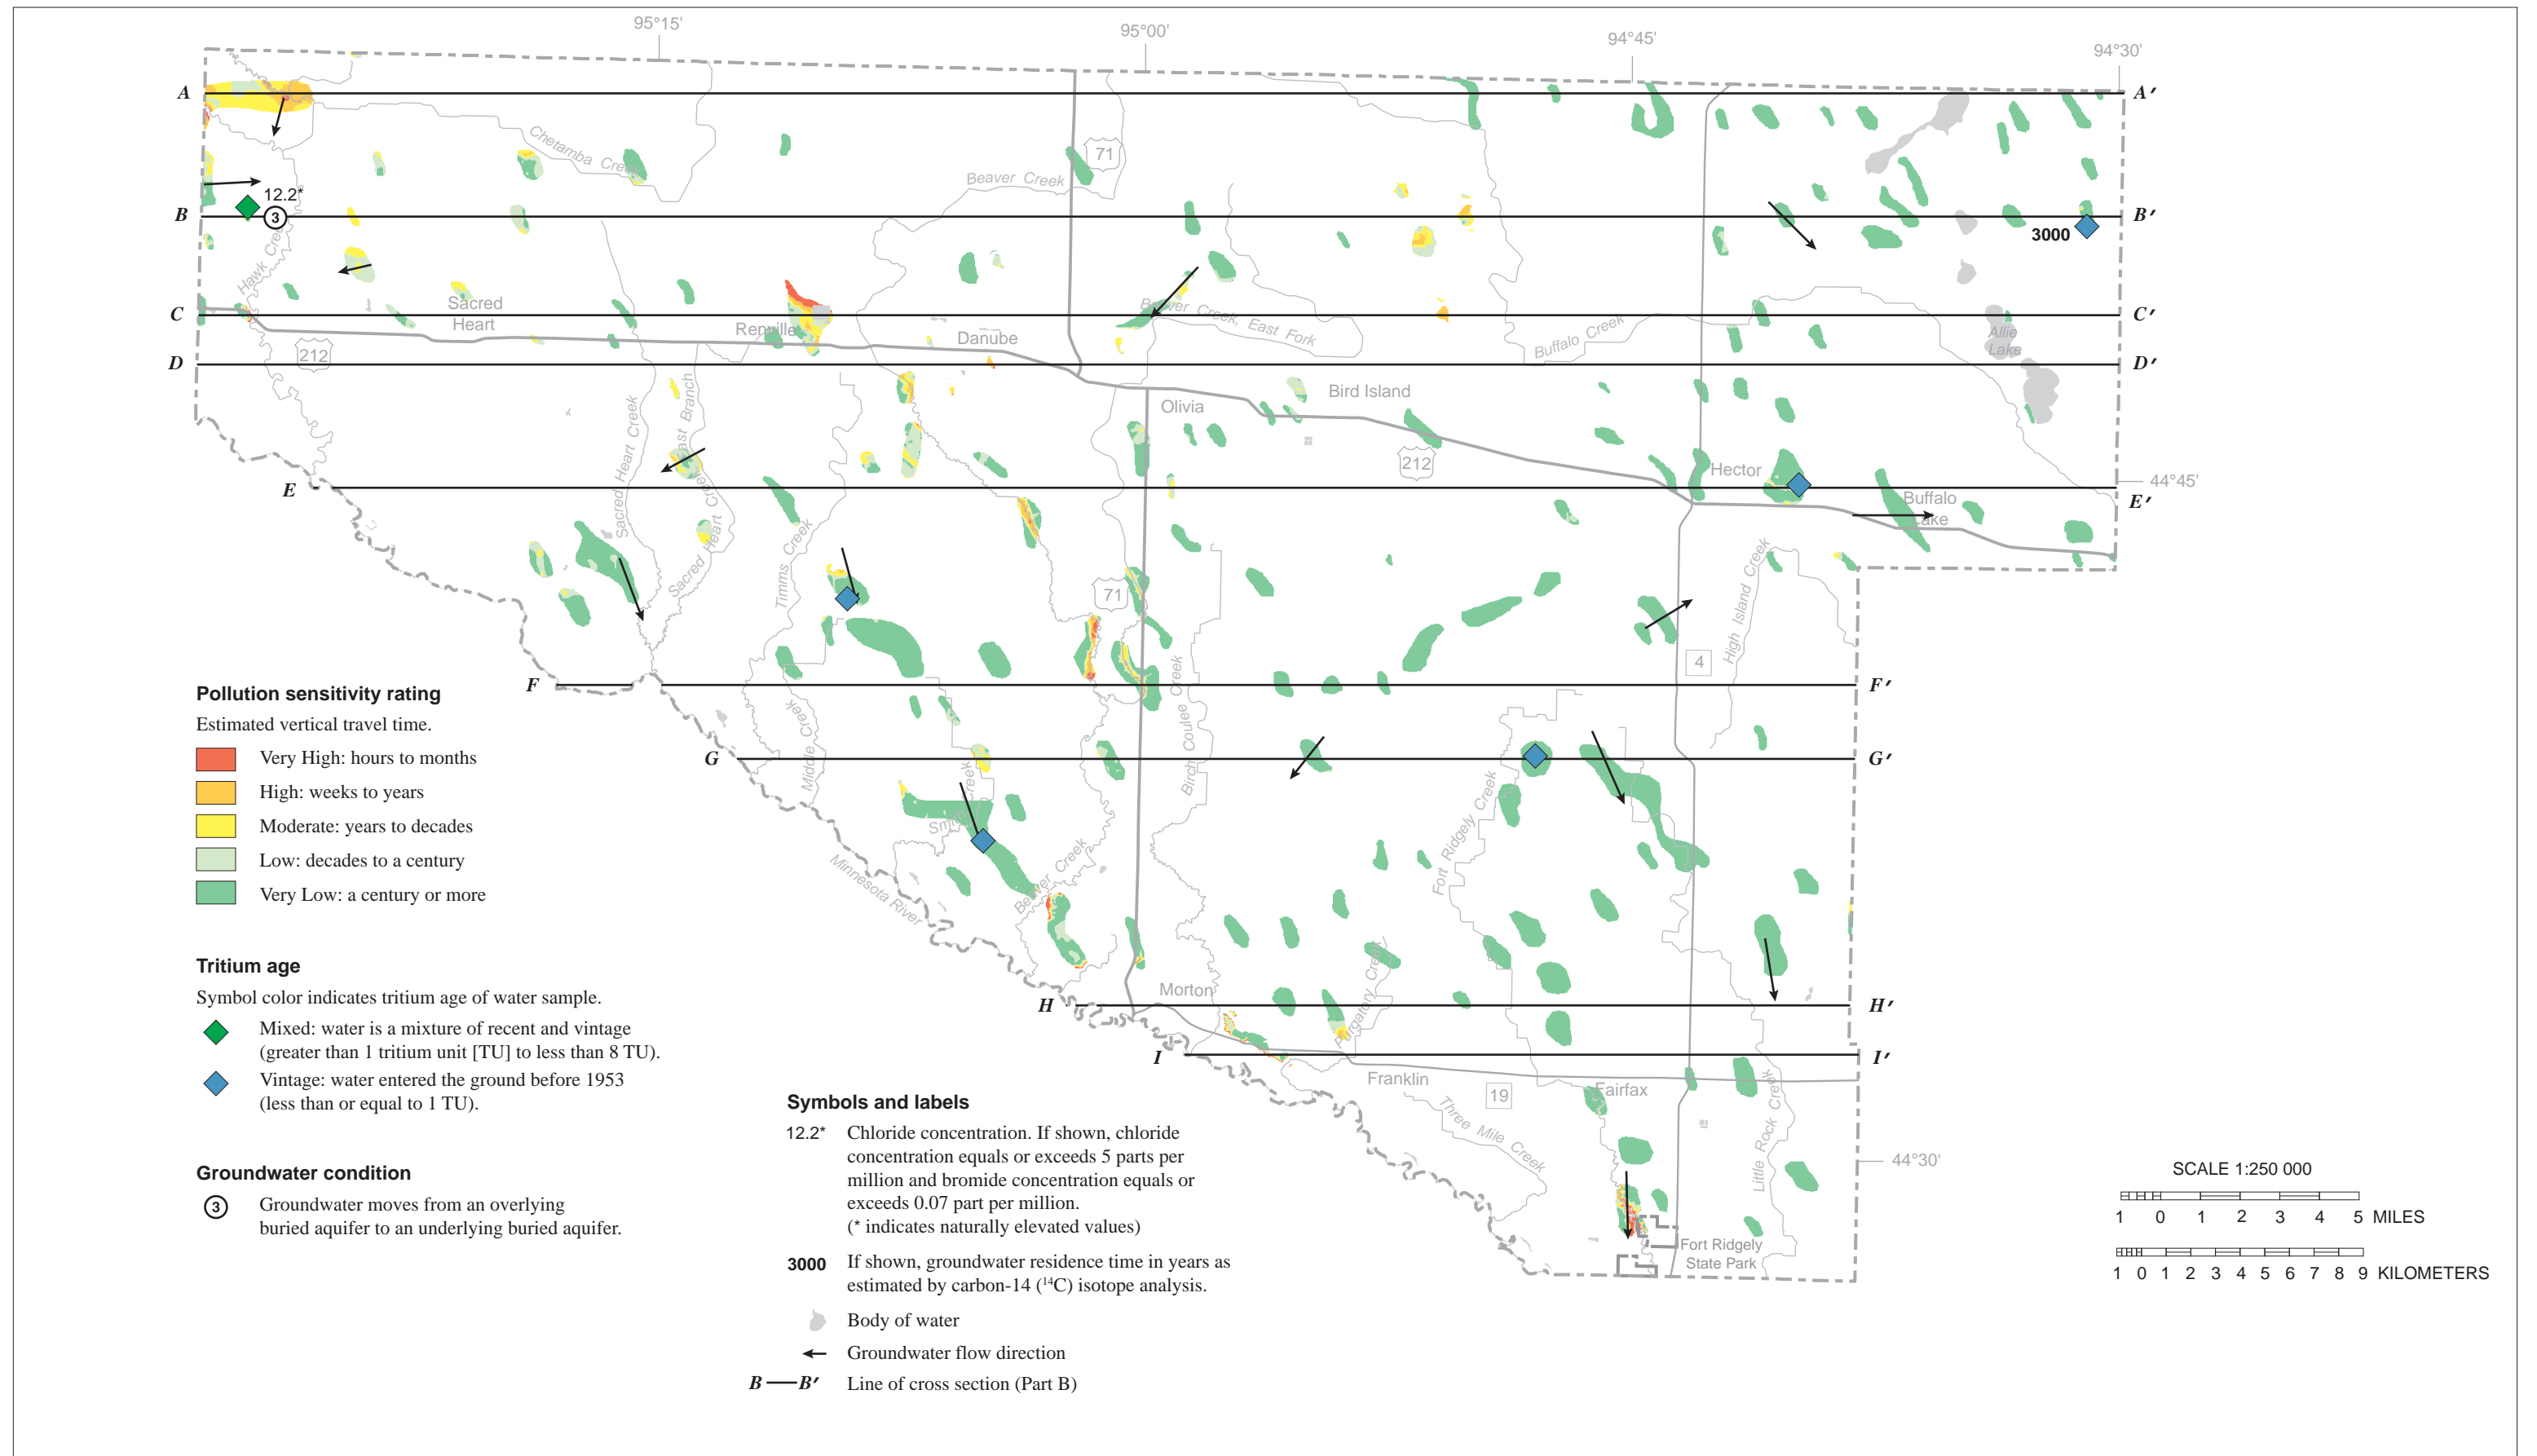 95°15'
95°00'
94°45'
94°30'
A
A′
Chetamba Creek
71
Beaver Creek
12.2*
3
B
B′
3000
Hawk Creek
Sacred
Heart
C
C′
Renville
Beaver Creek, East Fork
Buffalo Creek
Allie
Lake
212
Danube
D
D′
Bird Island
Olivia
Sacred Heart Creek
East Branch
Sacred Heart Creek
212
Hector
44°45'
E
E′
Buffalo
Lake
Timms Creek
71
High Island Creek
4
F
F′
Birch Coulee Creek
Middle Creek
G
G′
Smith Creek
Fort Ridgely Creek
Beaver Creek
Minnesota River
Purgatory Creek
Morton
H
H′
I
I′
Franklin
19
Fairfax
Three Mile Creek
Little Rock Creek
44°30'
Fort Ridgely
State Park
Pollution sensitivity rating
Estimated vertical travel time.
Very High: hours to months
High: weeks to years
Moderate: years to decades
Low: decades to a century
Very Low: a century or more
Tritium age
Symbol color indicates tritium age of water sample.
Mixed: water is a mixture of recent and vintage
(greater than 1 tritium unit [TU] to less than 8 TU).
Vintage: water entered the ground before 1953
(less than or equal to 1 TU).
Groundwater condition
3 Groundwater moves from an overlying
buried aquifer to an underlying buried aquifer.
Symbols and labels
12.2* Chloride concentration. If shown, chloride
concentration equals or exceeds 5 parts per
million and bromide concentration equals or
exceeds 0.07 part per million.
(* indicates naturally elevated values)
3000 If shown, groundwater residence time in years as
estimated by carbon-14 (¹⁴C) isotope analysis.
Body of water
Groundwater flow direction
B B′ Line of cross section (Part B)
SCALE 1:250 000
1 0 1 2 3 4 5 MILES
1 0 1 2 3 4 5 6 7 8 9 KILOMETERS